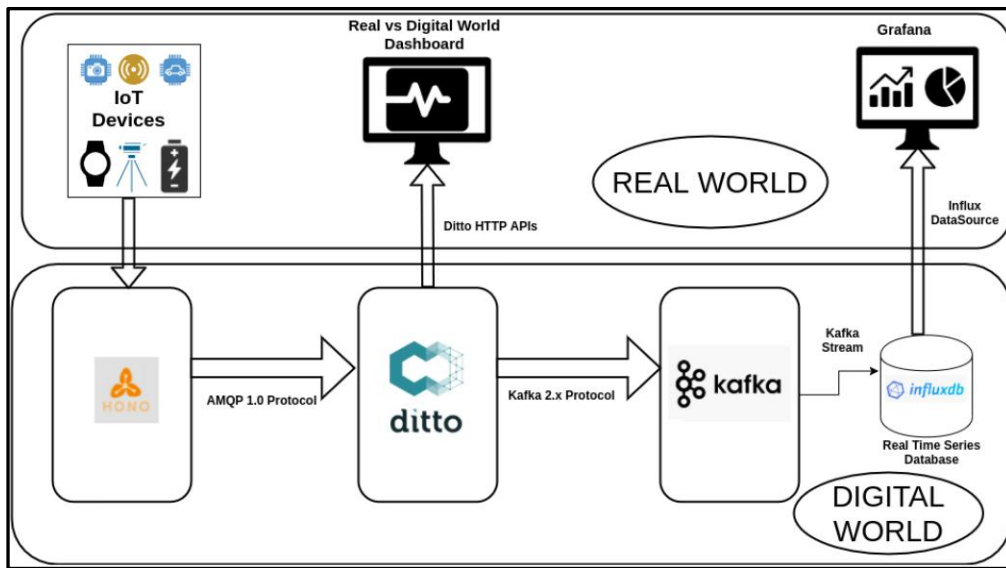 Real vs Digital World
Dashboard
Grafana
IoT
Devices
REAL WORLD
Ditto HTTP APIs
Influx
DataSource
HONO
AMQP 1.0 Protocol
ditto
Kafka 2.x Protocol
kafka
Kafka
Stream
influxdb
Real Time Series
Database
DIGITAL
WORLD